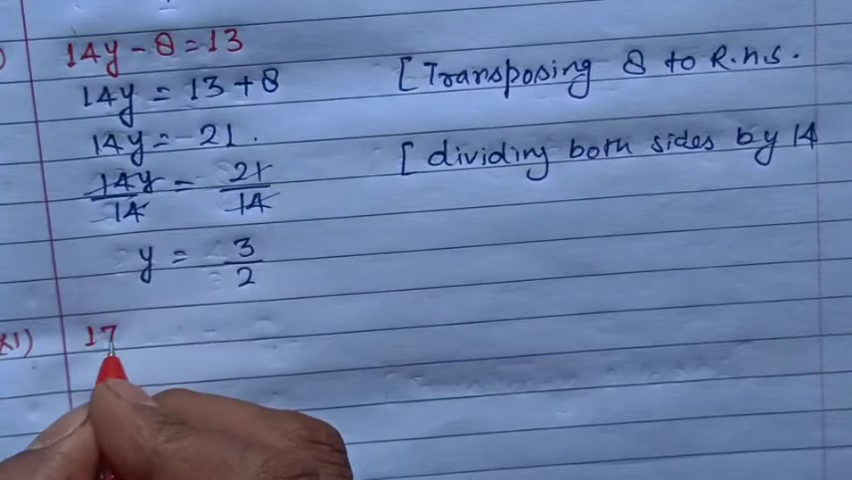 14y - 8 = 13
14y = 13 + 8 [Transposing 8 to R.h.s.
14y = 21. [dividing both sides by 14
14y/14 = 21/14
y = 3/2
x1) 17